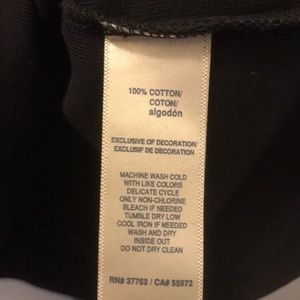 100% COTTON/
COTON/
algodón
EXCLUSIVE OF DECORATION/
EXCLUSIF DE DECORATION/
MACHINE WASH COLD
WITH LIKE COLORS
DELICATE CYCLE
ONLY NON-CHLORINE
BLEACH IF NEEDED
TUMBLE DRY LOW
COOL IRON IF NEEDED
WASH AND DRY
INSIDE OUT
DO NOT DRY CLEAN
RN# 37763 / CA# 55972